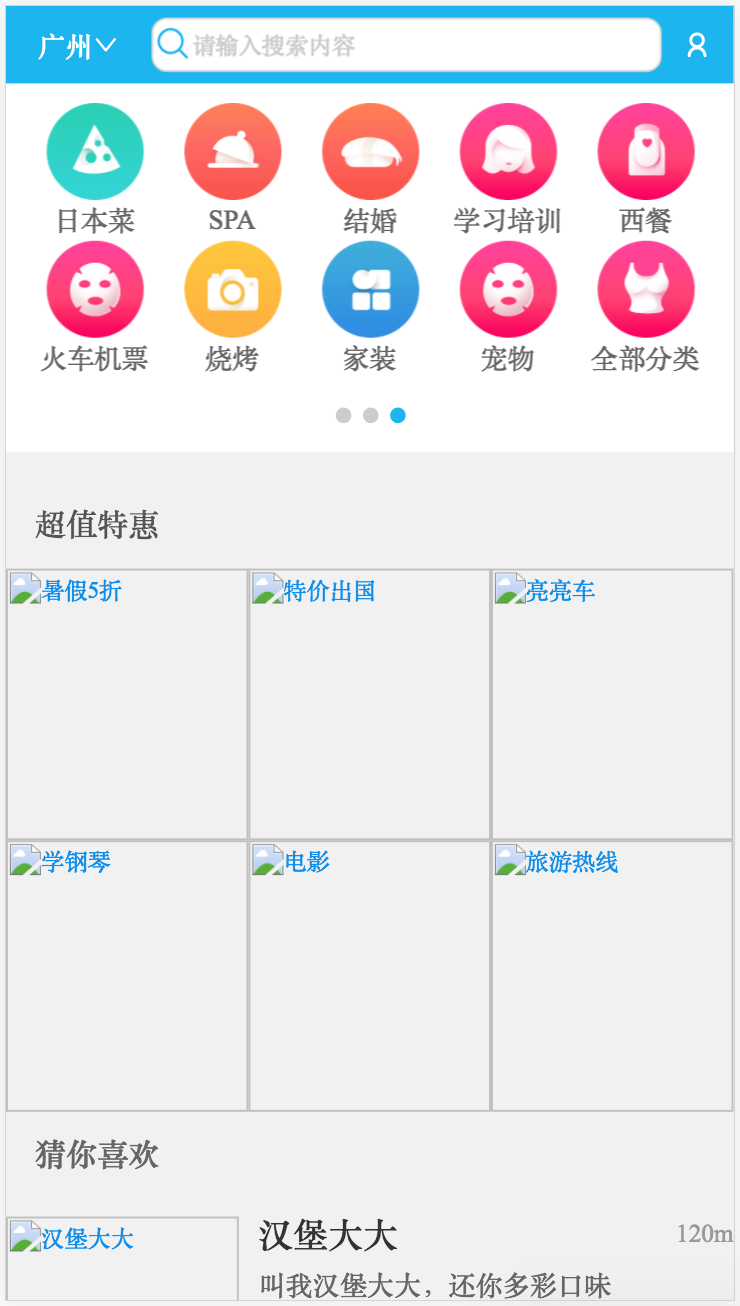 广州
请输入搜索内容
日本菜 SPA 结婚 学习培训 西餐
火车机票 烧烤 家装 宠物 全部分类
超值特惠
暑假5折 特价出国 亮亮车
学钢琴 电影 旅游热线
猜你喜欢
汉堡大大
汉堡大大 120m
叫我汉堡大大，还你多彩口味